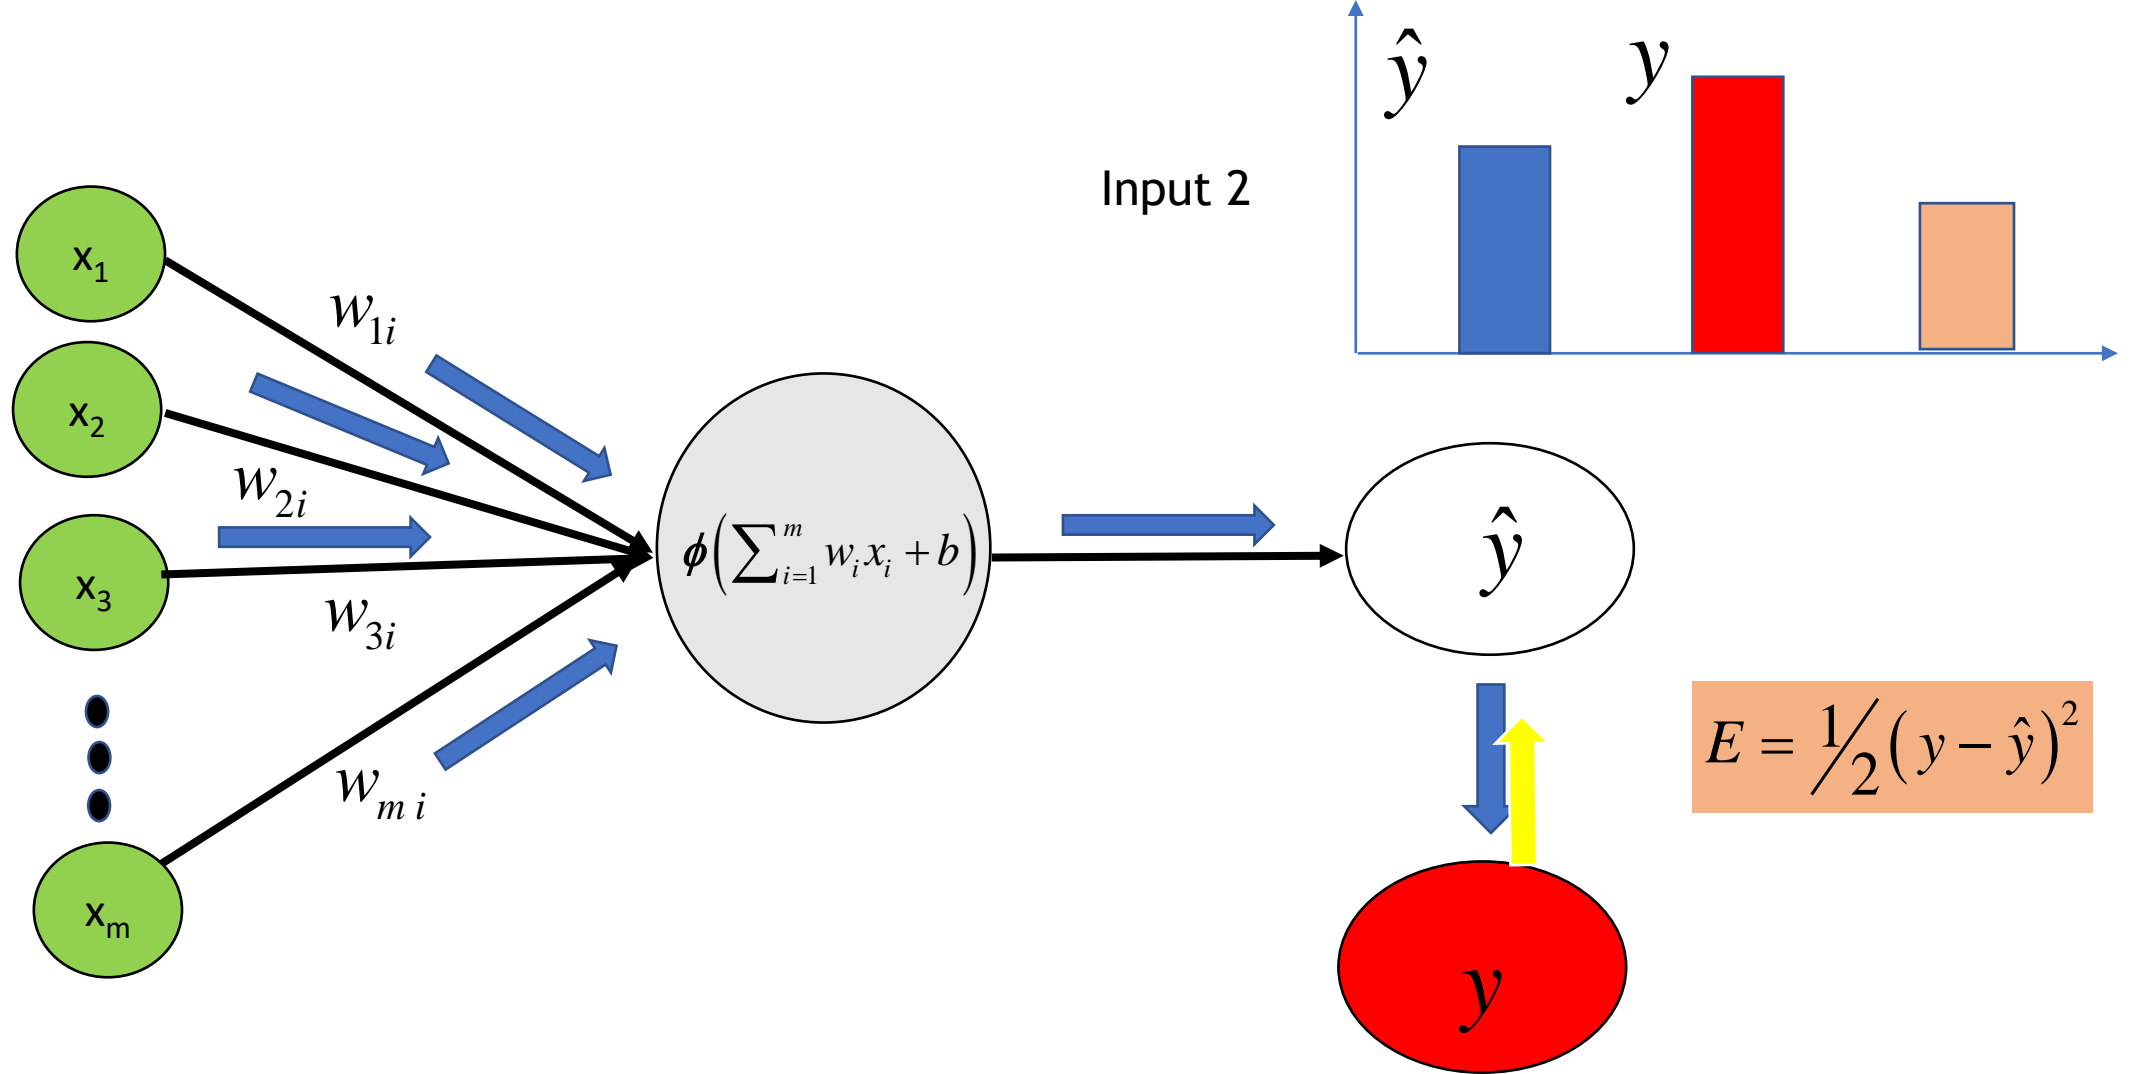 ŷ
y
Input 2
x₁
w₁ᵢ
x₂
w₂ᵢ
ϕ(∑ᵢ₌₁ᵐ wᵢxᵢ + b)
ŷ
x₃
w₃ᵢ
E = 1/2(y − ŷ)²
wₘ ᵢ
xₘ
y